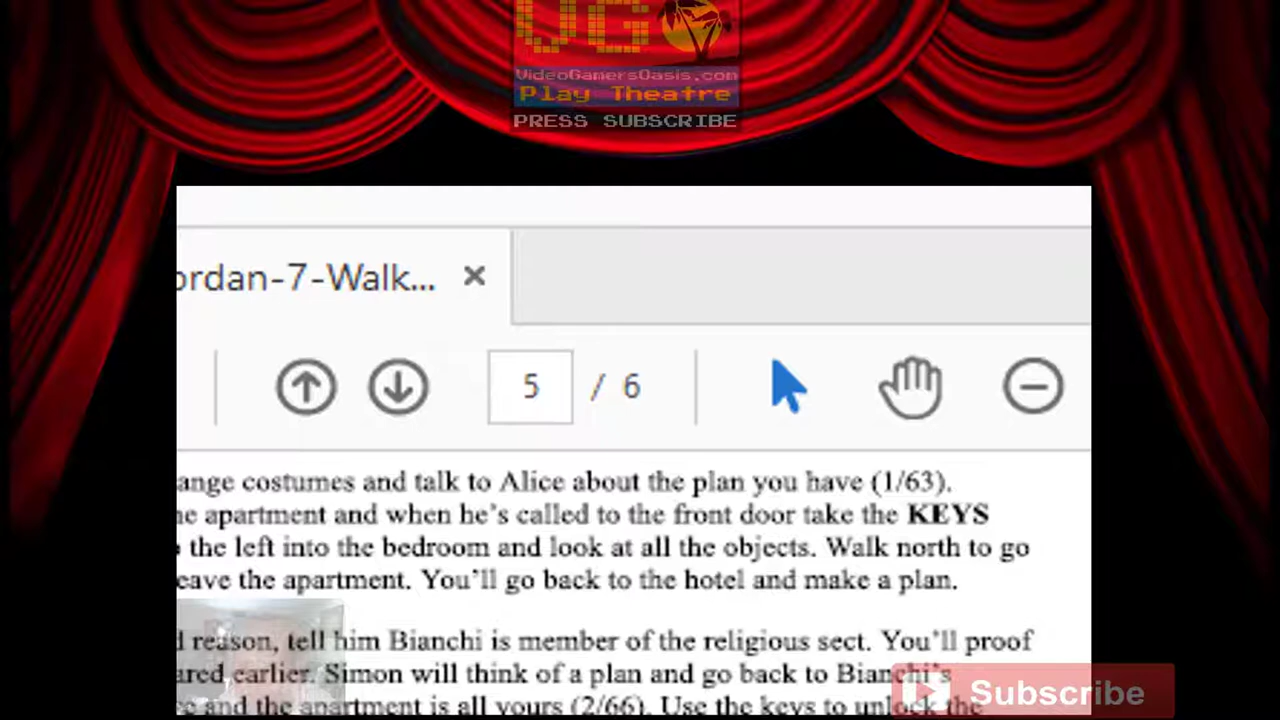 VG
VideoGamersOasis.com
Play Theatre
PRESS SUBSCRIBE
ordan-7-Walk...
5 / 6
ange costumes and talk to Alice about the plan you have (1/63).
apartment and when he's called to the front door take the KEYS
the left into the bedroom and look at all the objects. Walk north to go
eave the apartment. You'll go back to the hotel and make a plan.
reason, tell him Bianchi is member of the religious sect. You'll proof
ared earlier. Simon will think of a plan and go back to Bianchi's
and the apartment is all yours (2/66). Use the keys to unlock the
Subscribe